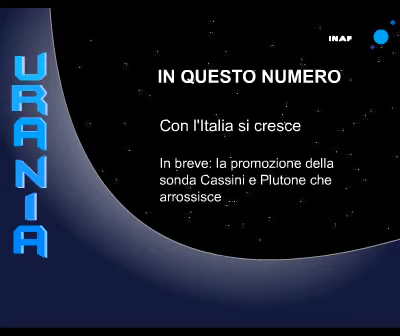 INAF
URANIA
IN QUESTO NUMERO
Con l'Italia si cresce
In breve: la promozione della
sonda Cassini e Plutone che
arrossisce